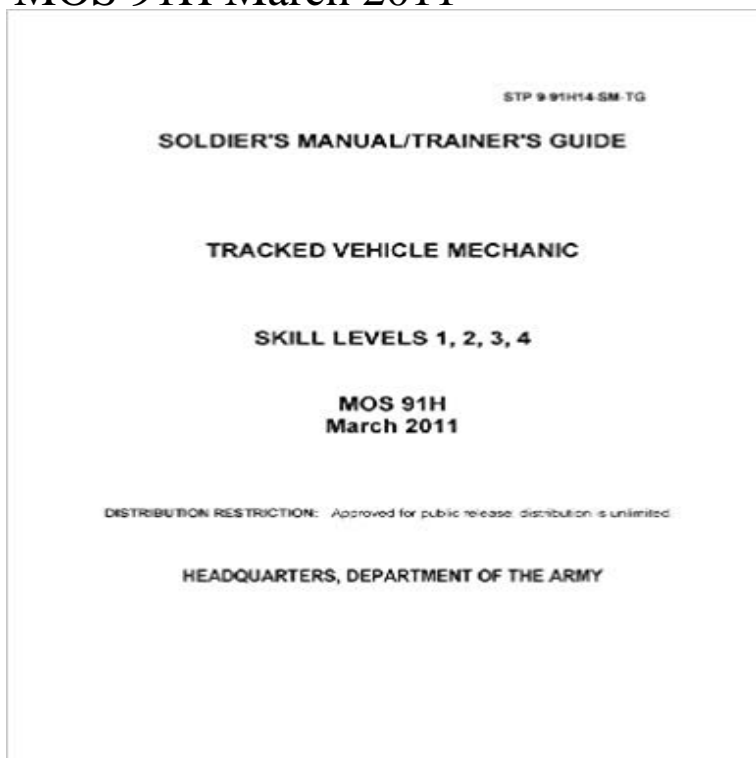 MOS 91H March 2011
STP 9-91H14-SM-TG
SOLDIER'S MANUAL/TRAINER'S GUIDE
TRACKED VEHICLE MECHANIC
SKILL LEVELS 1, 2, 3, 4
MOS 91H
March 2011
DISTRIBUTION RESTRICTION: Approved for public release; distribution is unlimited.
HEADQUARTERS, DEPARTMENT OF THE ARMY